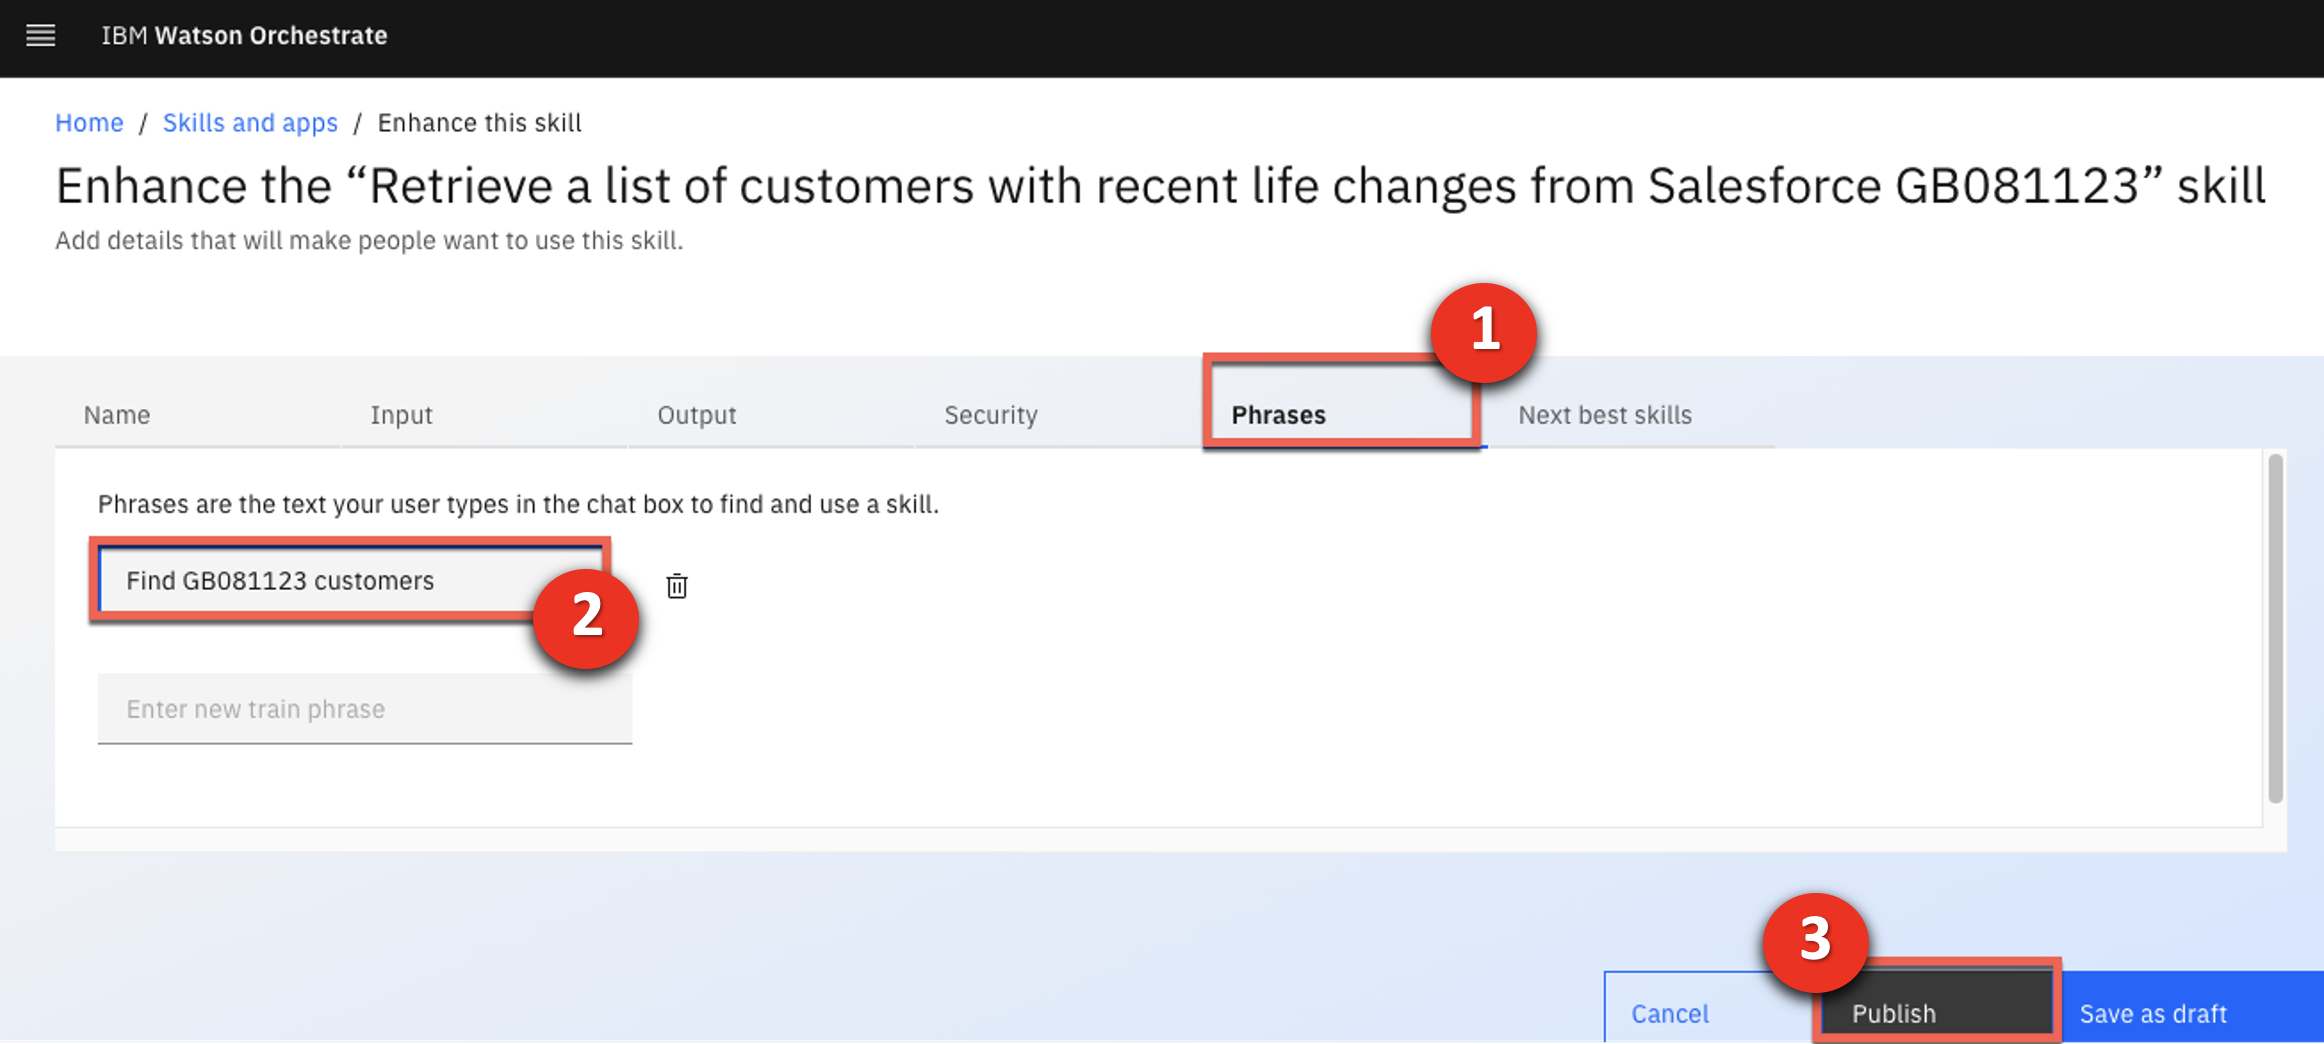 IBM Watson Orchestrate
Home / Skills and apps / Enhance this skill
Enhance the “Retrieve a list of customers with recent life changes from Salesforce GB081123” skill
Add details that will make people want to use this skill.
1
Name Input Output Security Phrases Next best skills
Phrases are the text your user types in the chat box to find and use a skill.
Find GB081123 customers
2
Enter new train phrase
3
Cancel Publish Save as draft